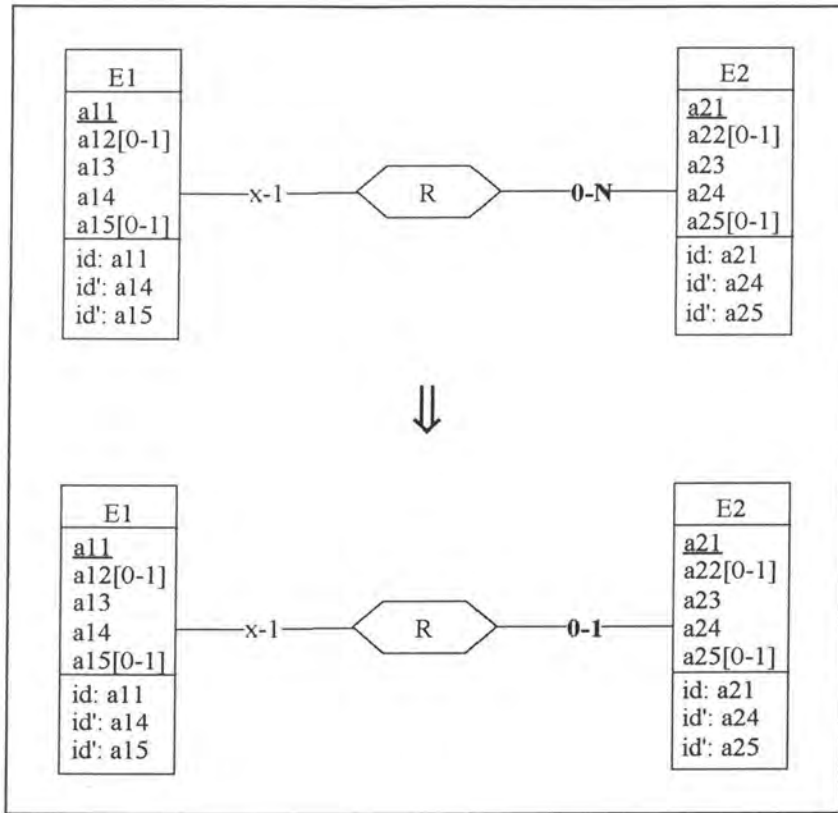 E1
a11
a12[0-1]
a13
a14
a15[0-1]
id: a11
id': a14
id': a15
x-1
R
0-N
E2
a21
a22[0-1]
a23
a24
a25[0-1]
id: a21
id': a24
id': a25
⇓
E1
a11
a12[0-1]
a13
a14
a15[0-1]
id: a11
id': a14
id': a15
x-1
R
0-1
E2
a21
a22[0-1]
a23
a24
a25[0-1]
id: a21
id': a24
id': a25